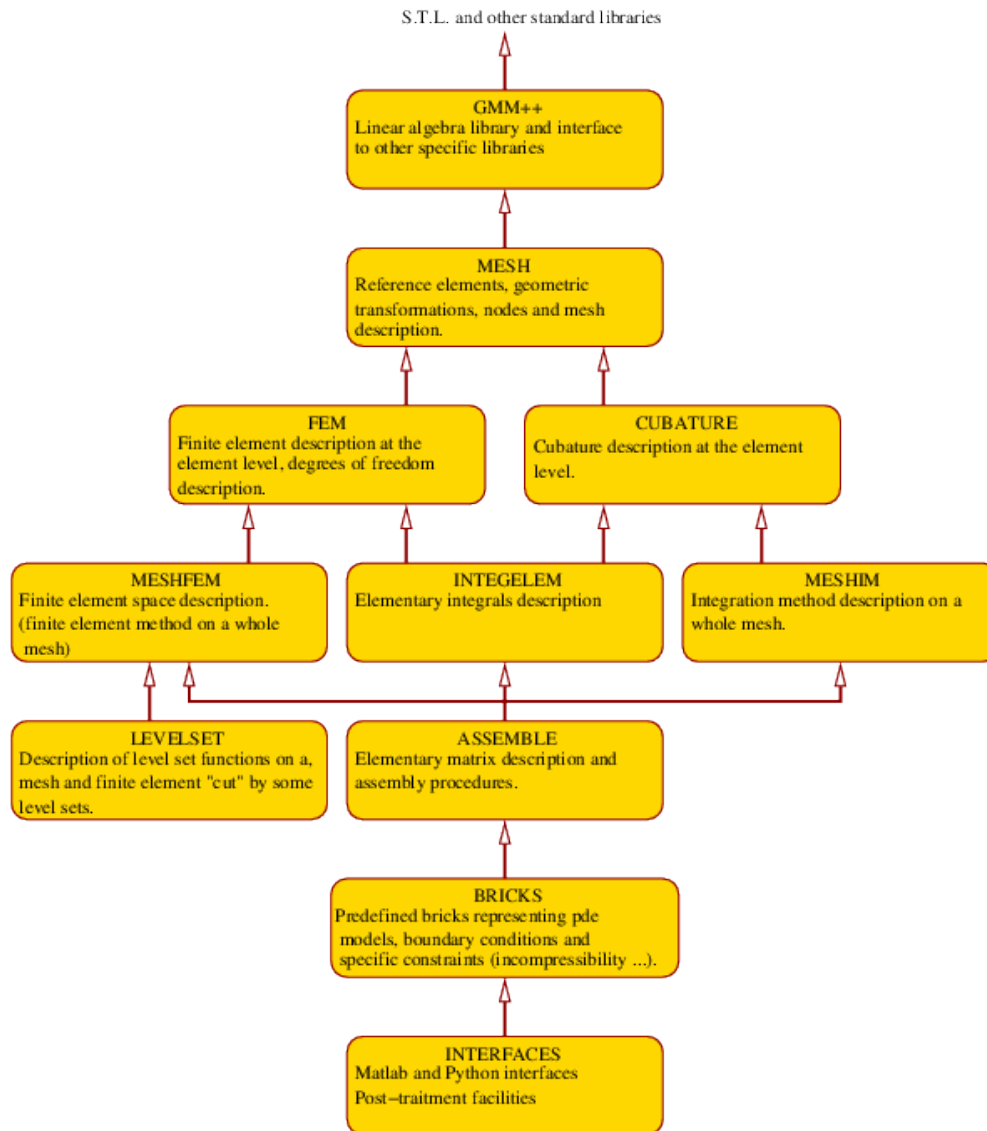 S.T.L. and other standard libraries
GMM++
Linear algebra library and interface
to other specific libraries
MESH
Reference elements, geometric
transformations, nodes and mesh
description.
FEM
Finite element description at the
element level, degrees of freedom
description.
CUBATURE
Cubature description at the element
level.
MESHFEM
Finite element space description.
(finite element method on a whole
mesh)
INTEGELEM
Elementary integrals description
MESHIM
Integration method description on a
whole mesh.
LEVELSET
Description of level set functions on a,
mesh and finite element "cut" by some
level sets.
ASSEMBLE
Elementary matrix description and
assembly procedures.
BRICKS
Predefined bricks representing pde
models, boundary conditions and
specific constraints (incompressibility ...).
INTERFACES
Matlab and Python interfaces
Post−traitment facilities